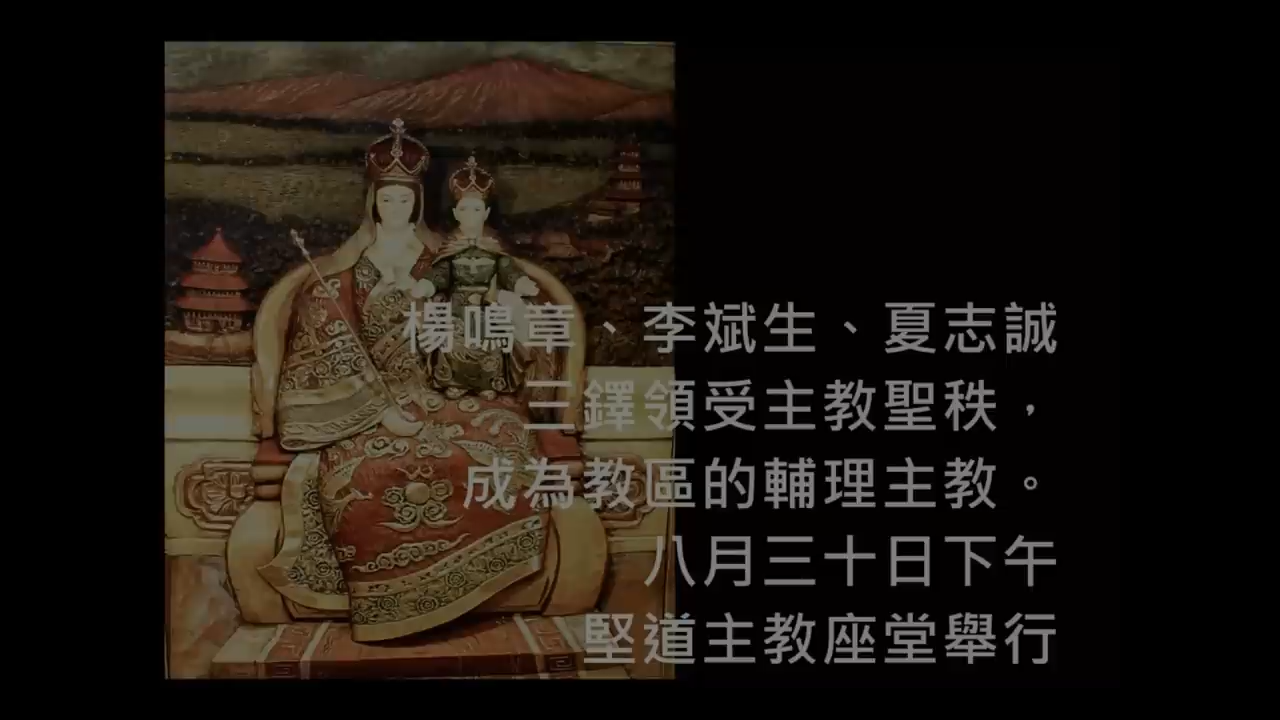 楊鳴章、李斌生、夏志誠
三鐸領受主教聖秩，
成為教區的輔理主教。
八月三十日下午
堅道主教座堂舉行